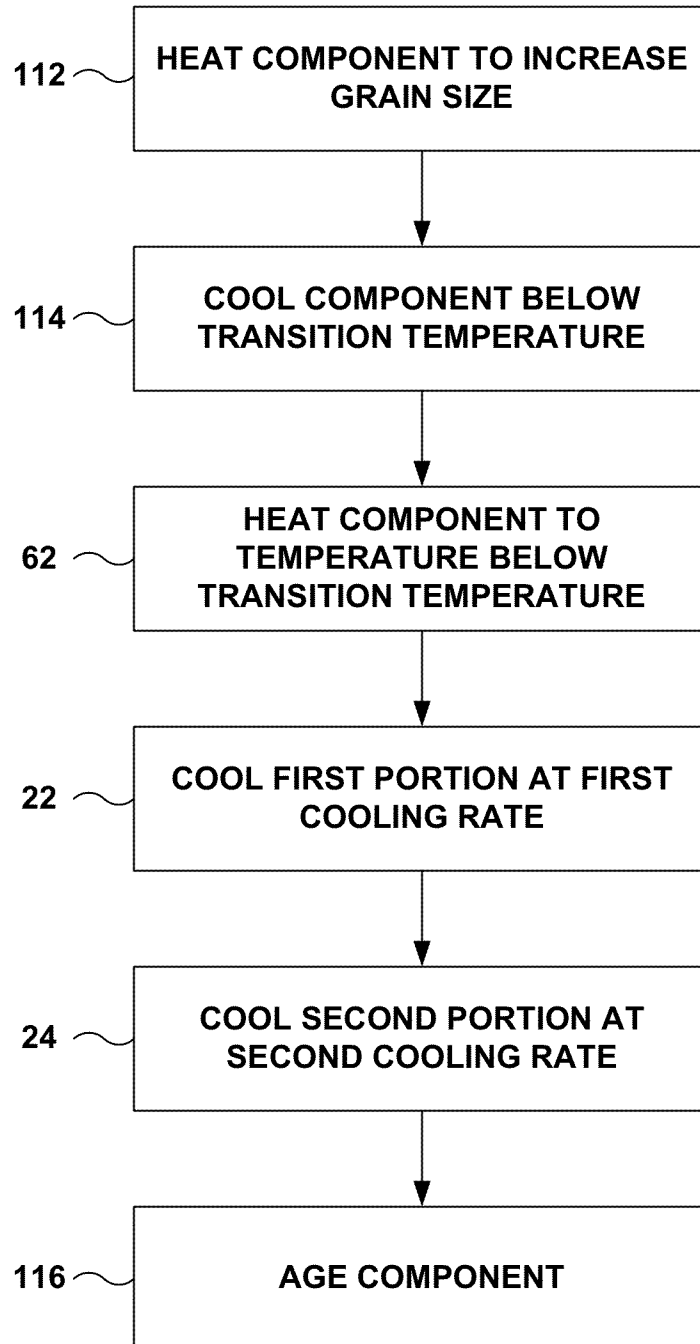 112
HEAT COMPONENT TO INCREASE
GRAIN SIZE
114
COOL COMPONENT BELOW
TRANSITION TEMPERATURE
62
HEAT COMPONENT TO
TEMPERATURE BELOW
TRANSITION TEMPERATURE
22
COOL FIRST PORTION AT FIRST
COOLING RATE
24
COOL SECOND PORTION AT
SECOND COOLING RATE
116
AGE COMPONENT